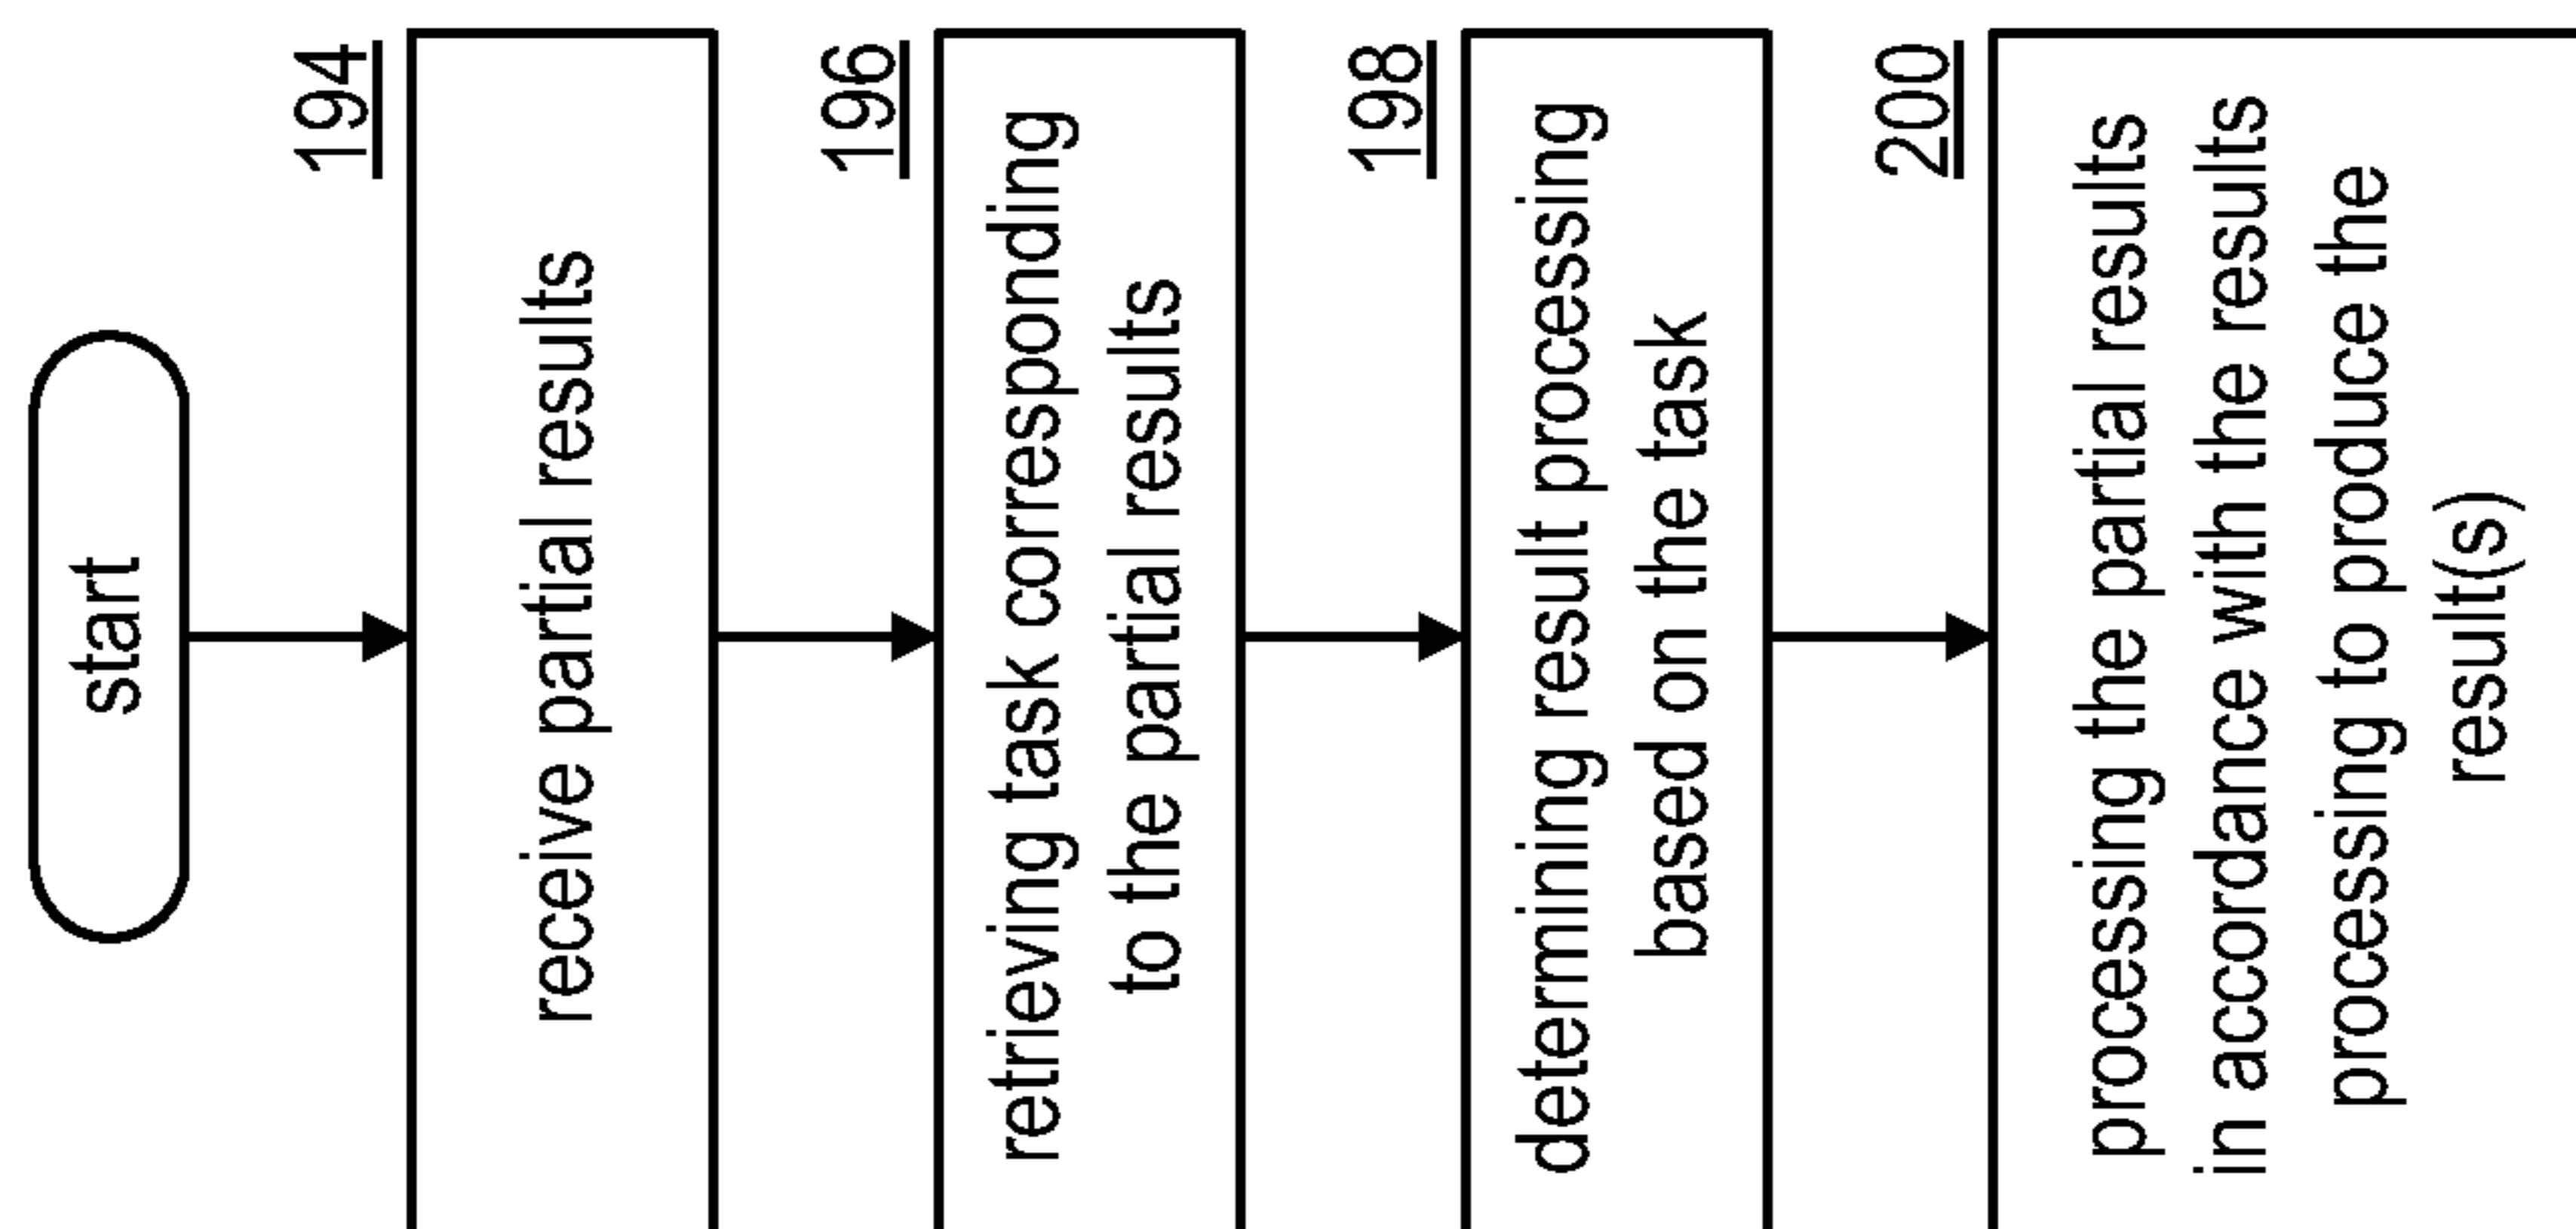 start
194
receive partial results
196
retrieving task corresponding
to the partial results
198
determining result processing
based on the task
200
processing the partial results
in accordance with the results
processing to produce the
result(s)